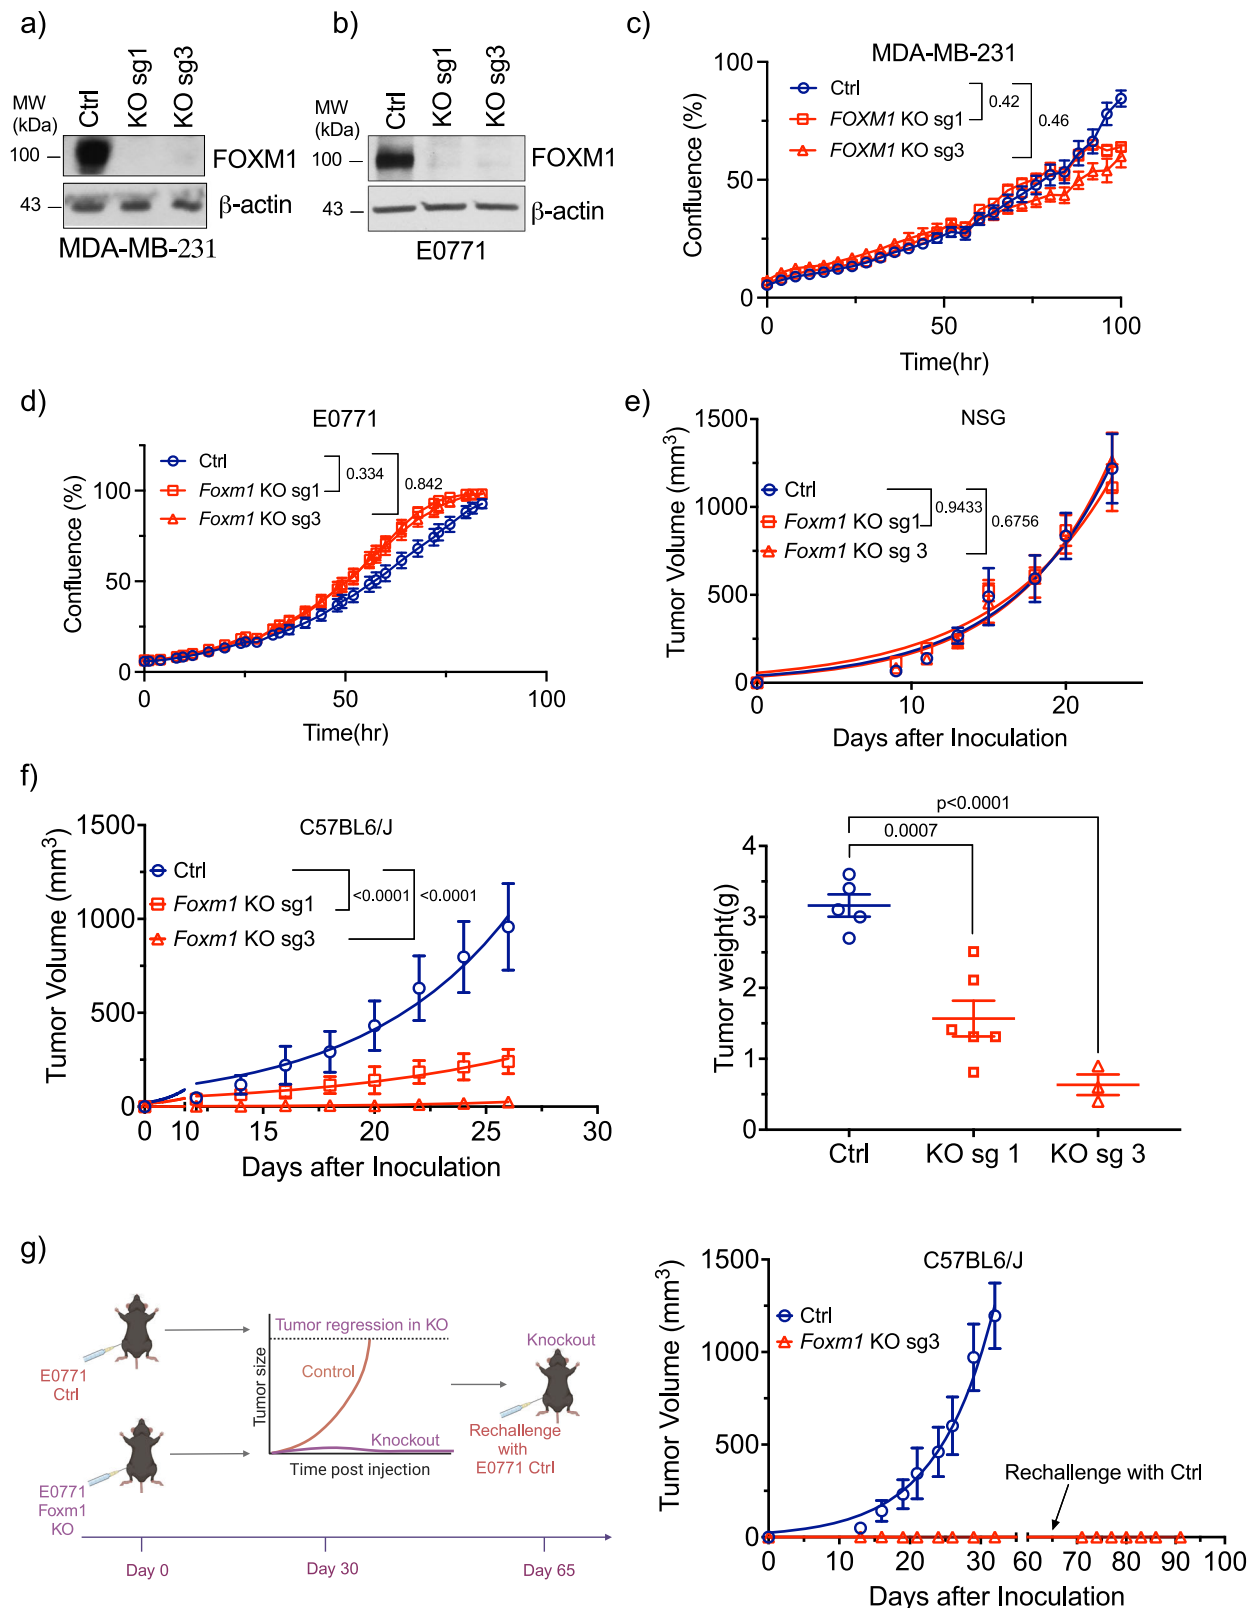 a)
MW
(kDa)
Ctrl
KO sg1
KO sg3
100
FOXM1
43
β-actin
MDA-MB-231
b)
MW
(kDa)
Ctrl
KO sg1
KO sg3
100
FOXM1
43
β-actin
E0771
c)
MDA-MB-231
Ctrl
FOXM1 KO sg1
FOXM1 KO sg3
0.42
0.46
Confluence (%)
100
50
0
0
50
100
Time(hr)
d)
E0771
Ctrl
Foxm1 KO sg1
Foxm1 KO sg3
0.334
0.842
Confluence (%)
100
50
0
0
50
100
Time(hr)
e)
NSG
Ctrl
Foxm1 KO sg1
Foxm1 KO sg 3
0.9433
0.6756
Tumor Volume (mm³)
1500
1000
500
0
0
10
20
Days after Inoculation
f)
C57BL6/J
Ctrl
Foxm1 KO sg1
Foxm1 KO sg3
<0.0001
<0.0001
Tumor Volume (mm³)
1500
1000
500
0
0
10
15
20
25
30
Days after Inoculation
p<0.0001
0.0007
Tumor weight(g)
4
3
2
1
0
Ctrl
KO sg 1
KO sg 3
g)
E0771
Ctrl
E0771
Foxm1
KO
Tumor regression in KO
Control
Knockout
Tumor size
Time post injection
Knockout
Rechallenge
with
E0771 Ctrl
Day 0
Day 30
Day 65
C57BL6/J
Ctrl
Foxm1 KO sg3
Rechallenge with Ctrl
Tumor Volume (mm³)
1500
1000
500
0
0
10
20
30
60
70
80
90
100
Days after Inoculation